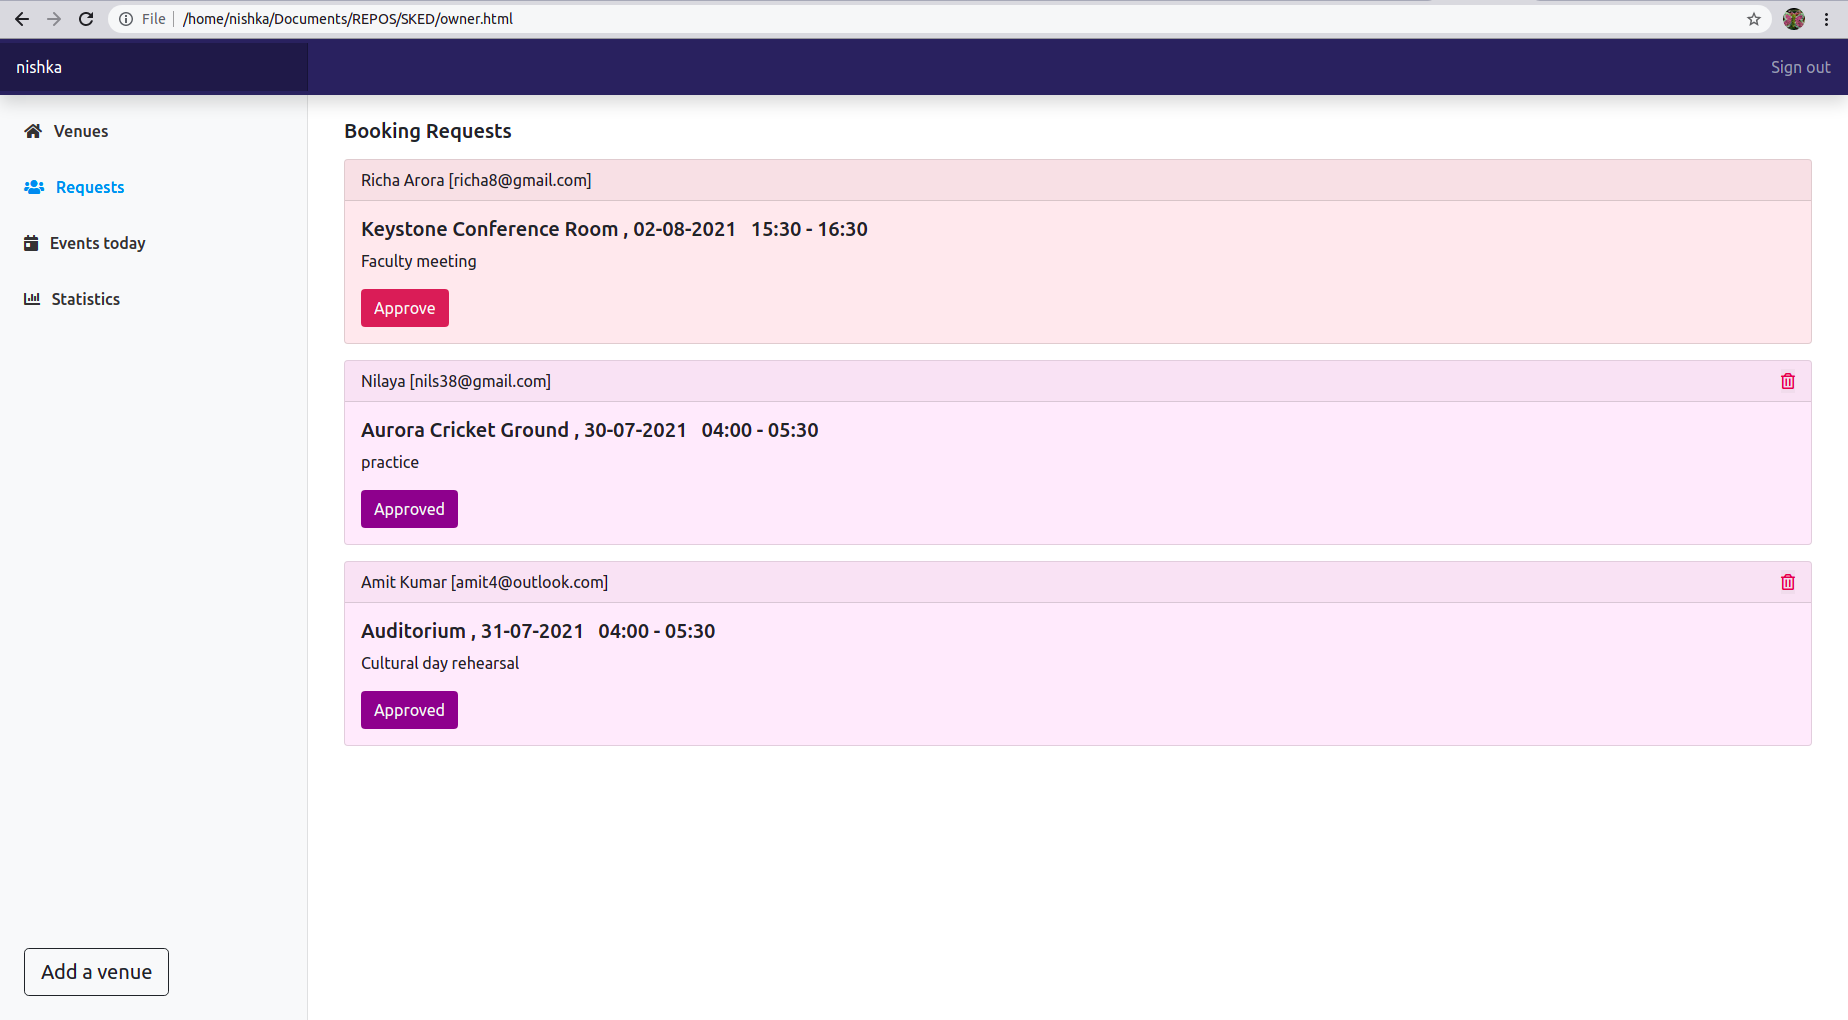 File /home/nishka/Documents/REPOS/SKED/owner.html
nishka
Sign out
Venues
Requests
Events today
Statistics
Add a venue
Booking Requests
Richa Arora [richa8@gmail.com]
Keystone Conference Room , 02-08-2021 15:30 - 16:30
Faculty meeting
Approve
Nilaya [nils38@gmail.com]
Aurora Cricket Ground , 30-07-2021 04:00 - 05:30
practice
Approved
Amit Kumar [amit4@outlook.com]
Auditorium , 31-07-2021 04:00 - 05:30
Cultural day rehearsal
Approved